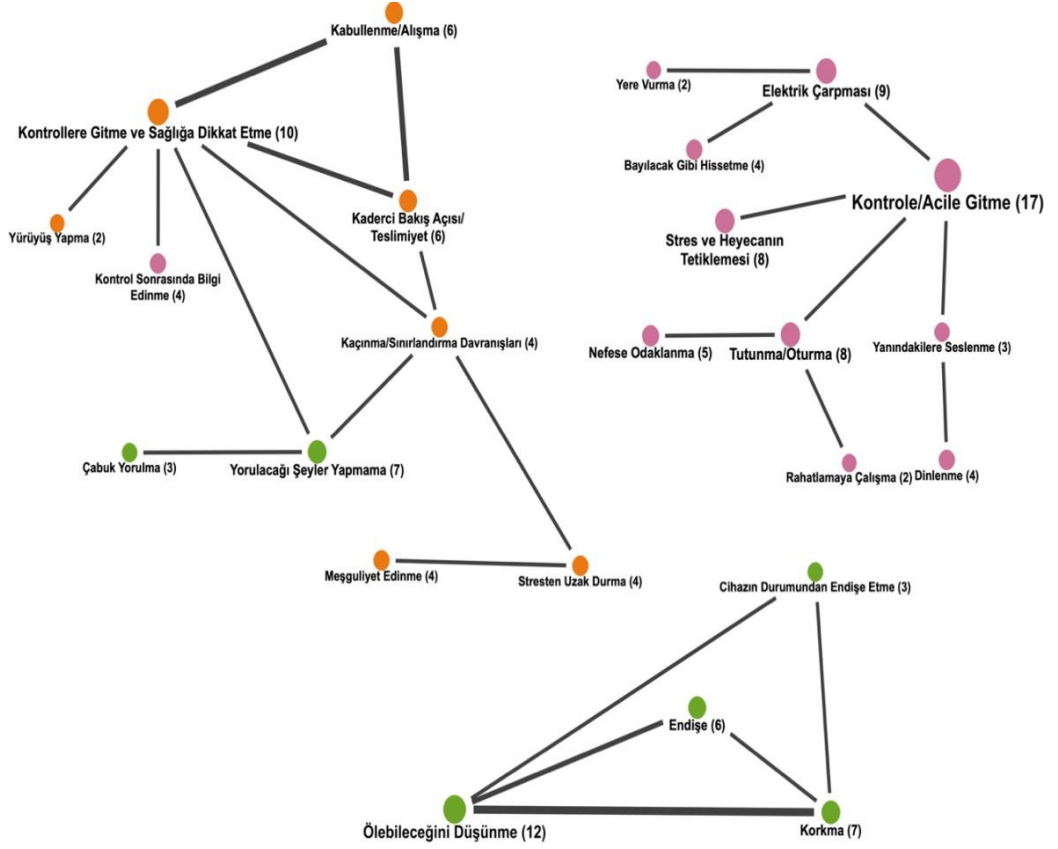 Kabullenme/Alışma (6)
Kontrollere Gitme ve Sağlığa Dikkat Etme (10)
Yürüyüş Yapma (2)
Kontrol Sonrasında Bilgi
Edinme (4)
Kaderci Bakış Açısı/
Teslimiyet (6)
Kaçınma/Sınırlandırma Davranışları (4)
Çabuk Yorulma (3)
Yorulacağı Şeyler Yapmama (7)
Meşguliyet Edinme (4)
Stresten Uzak Durma (4)
Yere Vurma (2)
Elektrik Çarpması (9)
Bayılacak Gibi Hissetme (4)
Kontrole/Acile Gitme (17)
Stres ve Heyecanın
Tetiklemesi (8)
Nefese Odaklanma (5)
Tutunma/Oturma (8)
Yanındakilere Seslenme (3)
Rahatlamaya Çalışma (2)
Dinlenme (4)
Cihazın Durumundan Endişe Etme (3)
Endişe (6)
Ölebileceğini Düşünme (12)
Korkma (7)